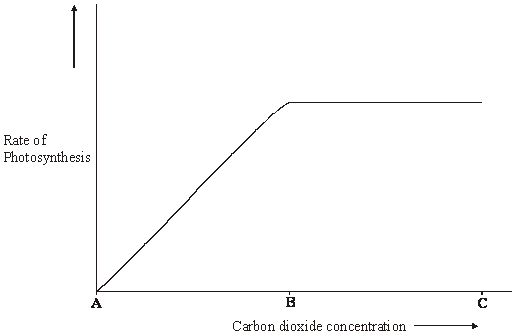 Rate of
Photosynthesis
A
B
C
Carbon dioxide concentration